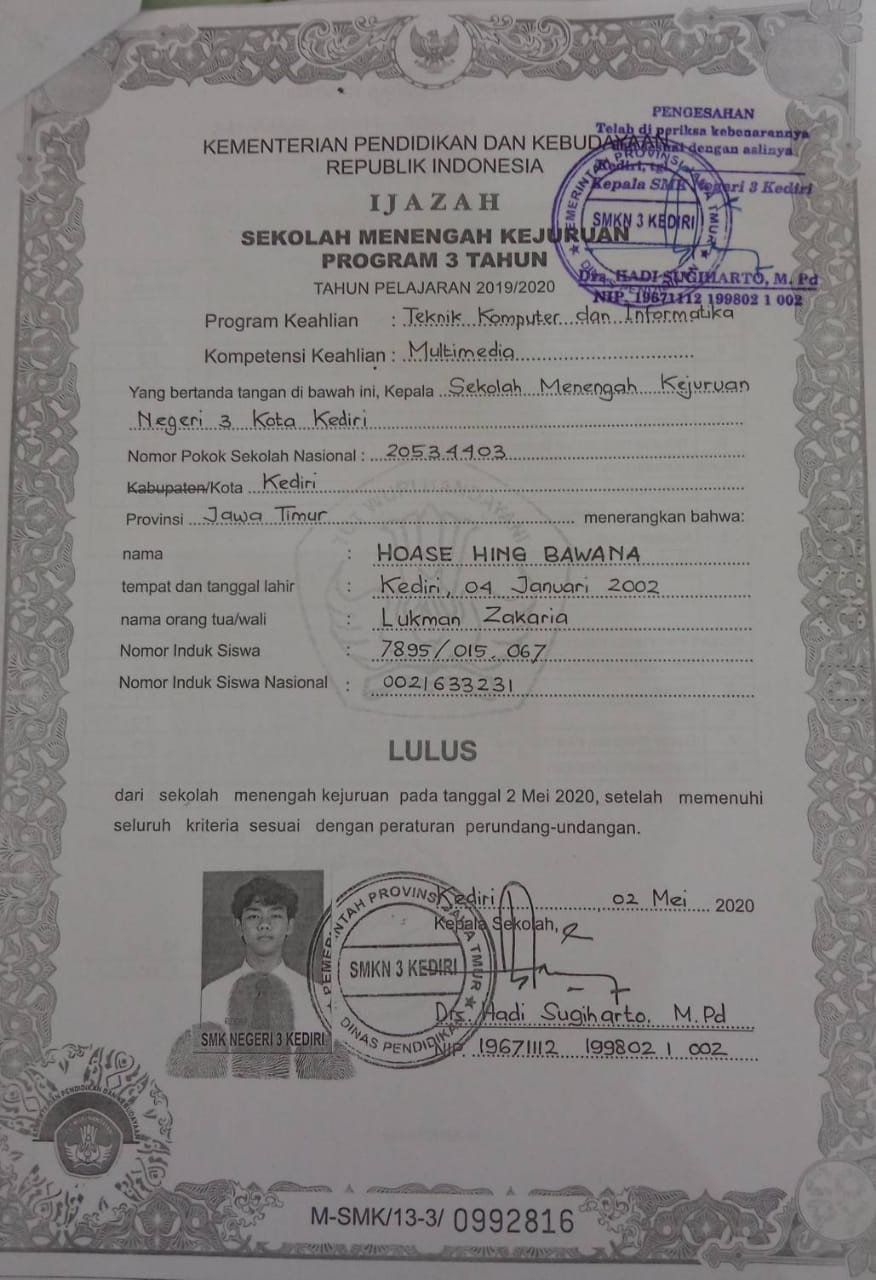 KEMENTERIAN PENDIDIKAN DAN KEBUDAYAAN
REPUBLIK INDONESIA
IJAZAH
SEKOLAH MENENGAH KEJURUAN
PROGRAM 3 TAHUN
TAHUN PELAJARAN 2019/2020
PENGESAHAN
Telah di periksa kebenarannya
dengan aslinya
Kediri, tgl
Kepala SMK Negeri 3 Kediri
PEMERINTAH PROVINSI JAWA TIMUR
SMKN 3 KEDIRI
Drs. HADI SUGIHARTO, M. Pd
NIP. 19671112 199802 1 002
Program Keahlian : Teknik Komputer dan Informatika
Kompetensi Keahlian : Multimedia
Yang bertanda tangan di bawah ini, Kepala Sekolah Menengah Kejuruan
Negeri 3 Kota Kediri
Nomor Pokok Sekolah Nasional : 20534403
Kabupaten/Kota Kediri
Provinsi Jawa Timur menerangkan bahwa:
nama : HOASE HING BAWANA
tempat dan tanggal lahir : Kediri, 04 Januari 2002
nama orang tua/wali : Lukman Zakaria
Nomor Induk Siswa : 7895/015.067
Nomor Induk Siswa Nasional : 0021633231
LULUS
dari sekolah menengah kejuruan pada tanggal 2 Mei 2020, setelah memenuhi
seluruh kriteria sesuai dengan peraturan perundang-undangan.
Kediri, 02 Mei 2020
Kepala Sekolah,
PEMERINTAH PROVINSI JAWA TIMUR
SMKN 3 KEDIRI
DINAS PENDIDIKAN
SMK NEGERI 3 KEDIRI
Drs. Hadi Sugiharto. M.Pd
NIP. 19671112 199802 1 002
M-SMK/13-3/ 0992816